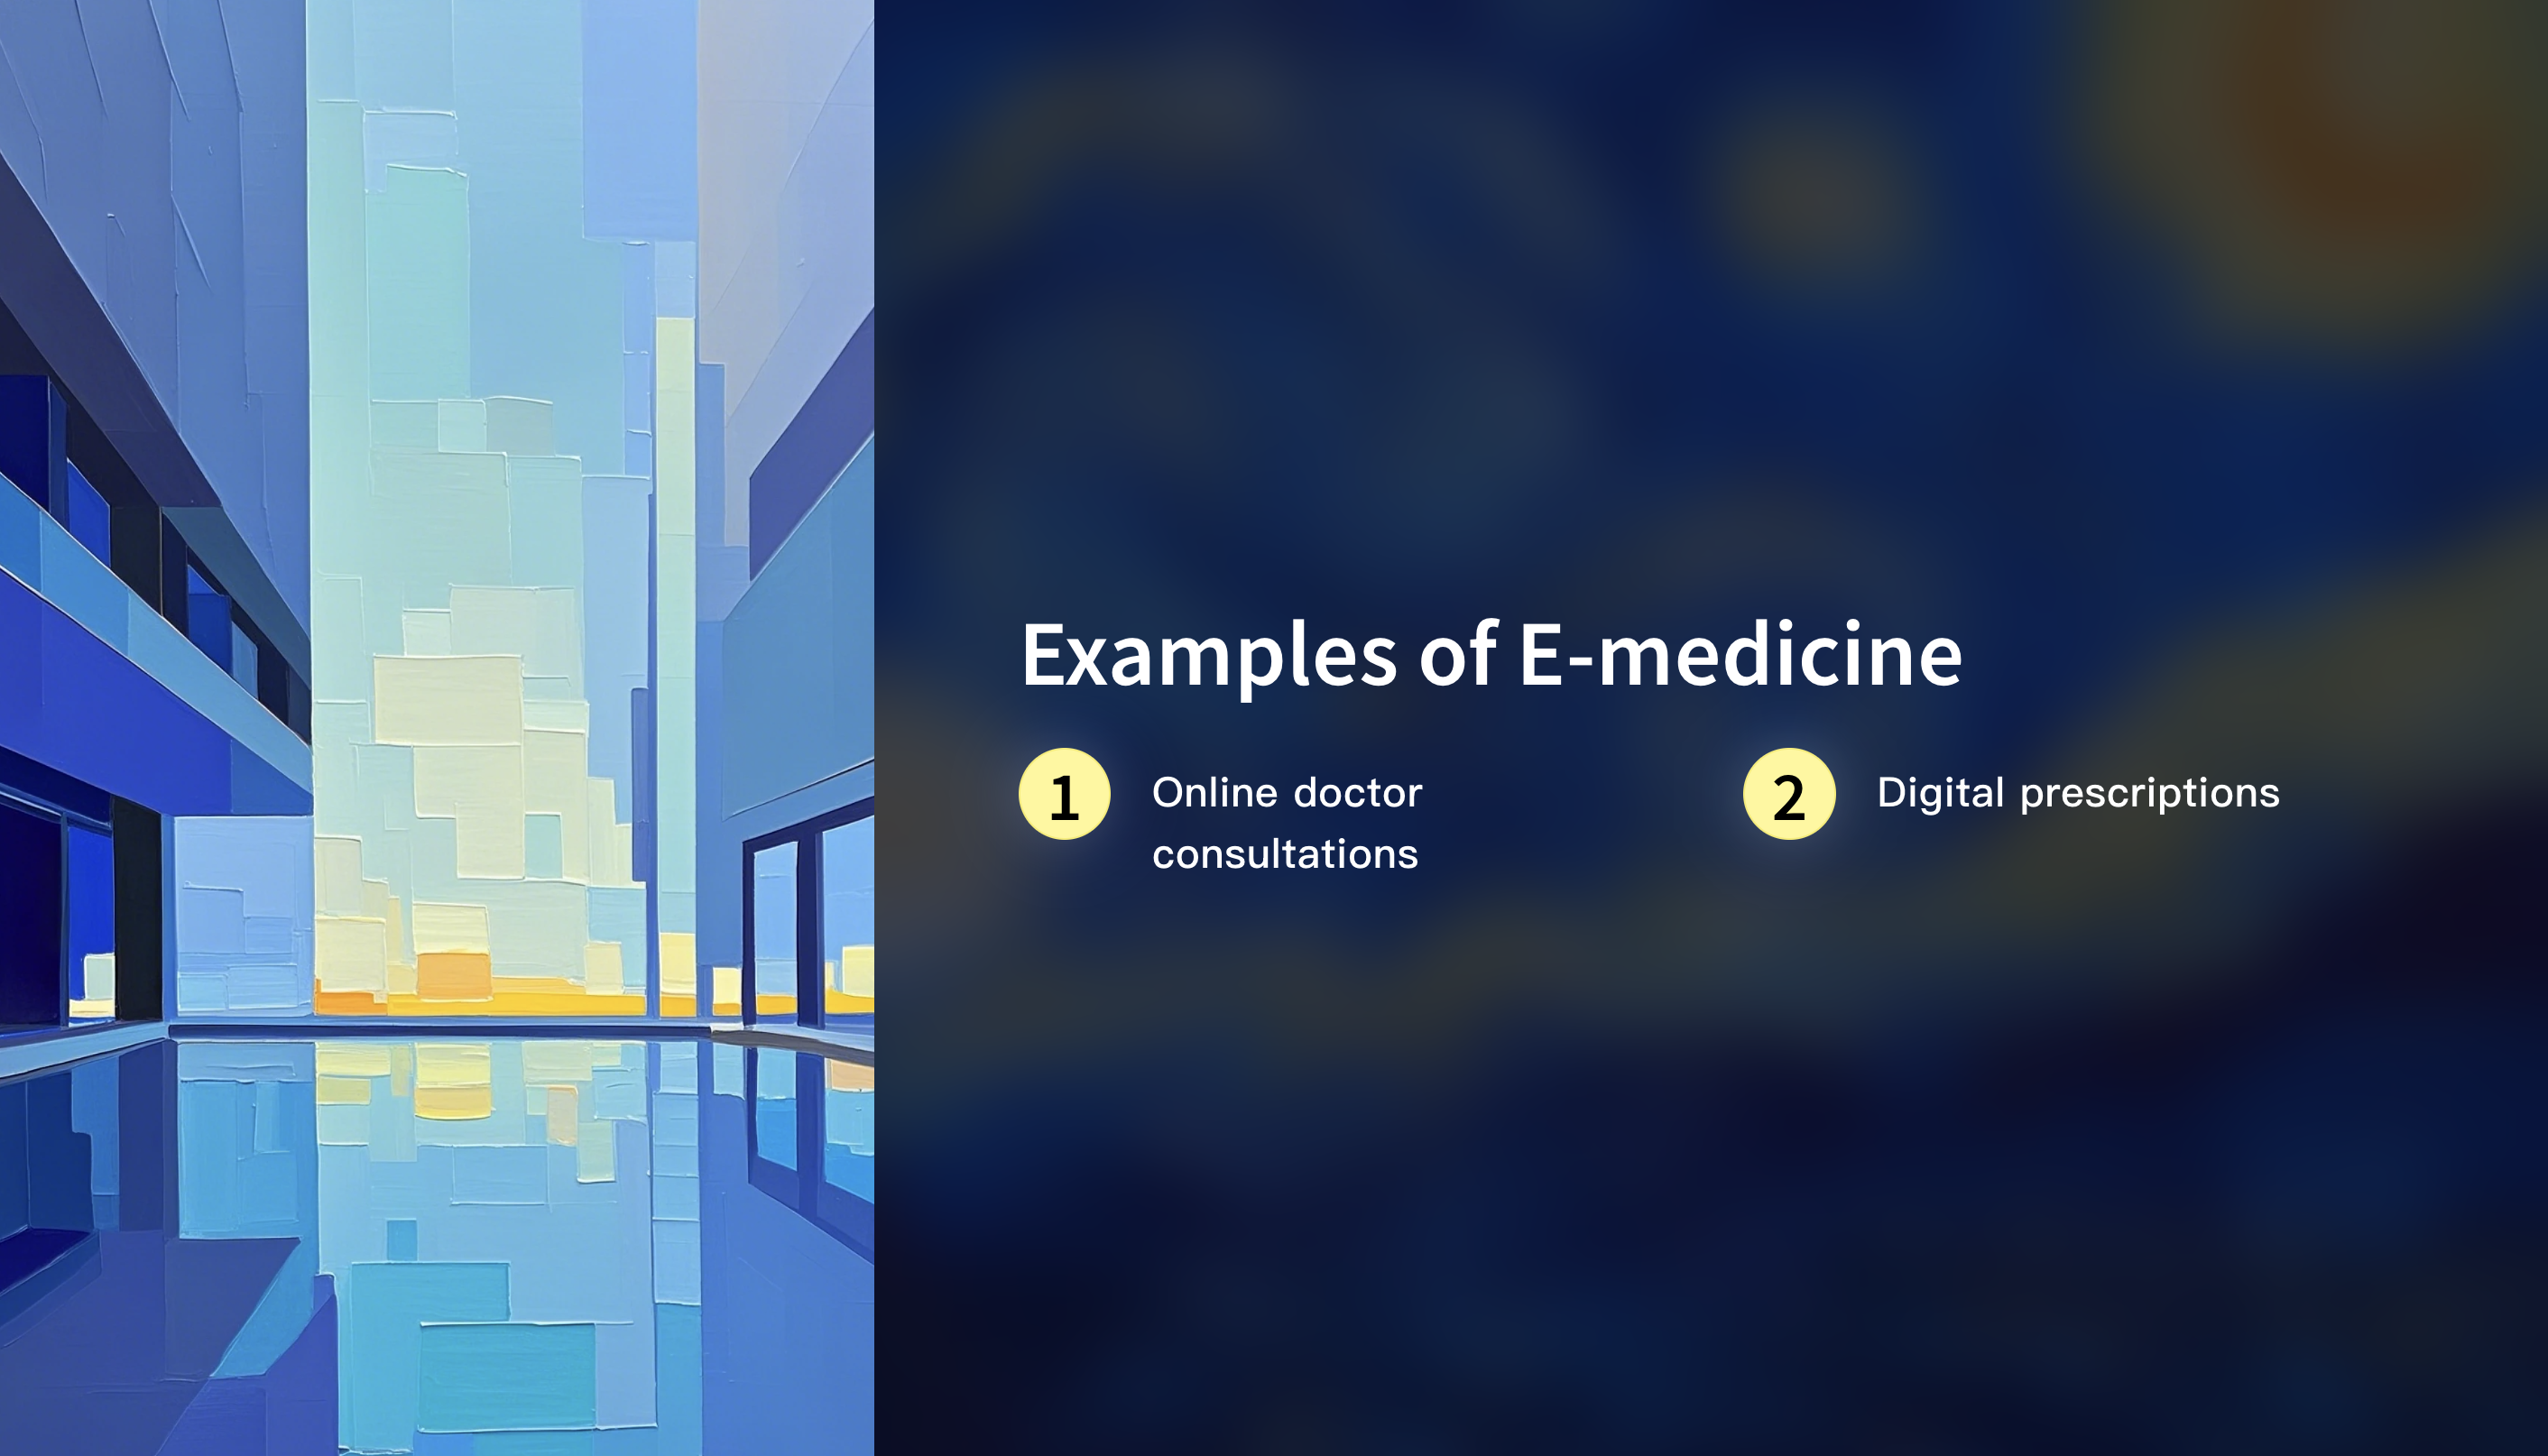 Examples of E-medicine
1
Online doctor
consultations
2
Digital prescriptions